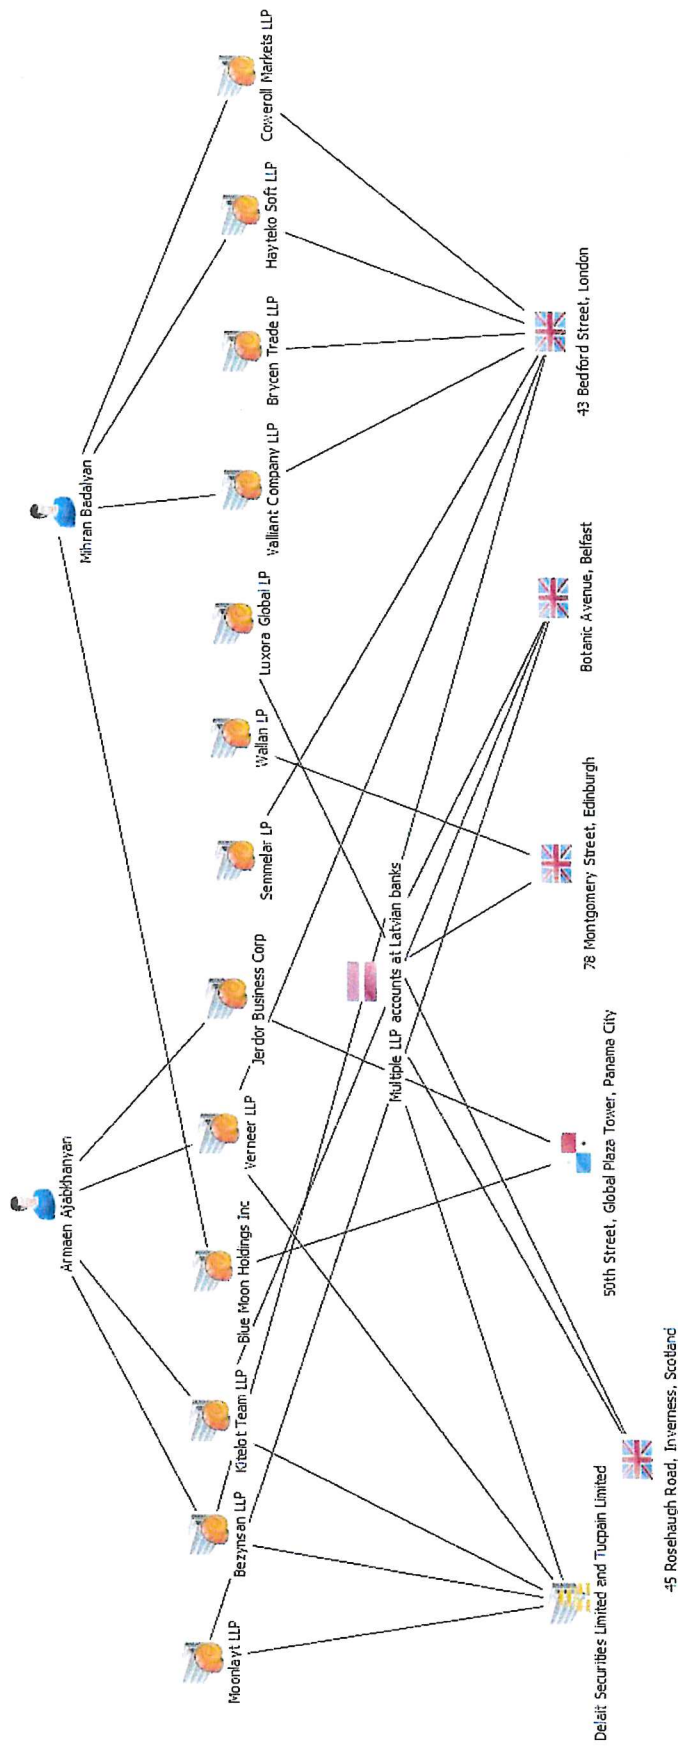 Armaen Ajabkhanyan
Mihran Badalyan
Moonlayt LLP
Bezynsan LLP
Kitelot Team LLP
Blue Moon Holdings Inc
Verneer LLP
Jerdor Business Corp
Semmelar LP
Wallan LP
Luxora Global LP
Valliant Company LLP
Brycen Trade LLP
Hayteko Soft LLP
Coweroll Markets LLP
Multiple LLP accounts at Latvian banks
Delait Securities Limited and Tucpain Limited
45 Rosehaugh Road, Inverness, Scotland
50th Street, Global Plaza Tower, Panama City
78 Montgomery Street, Edinburgh
Botanic Avenue, Belfast
43 Bedford Street, London